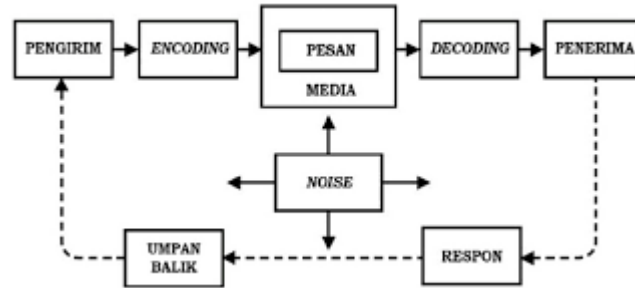 PENGIRIM
ENCODING
PESAN
MEDIA
DECODING
PENERIMA
NOISE
UMPAN
BALIK
RESPON